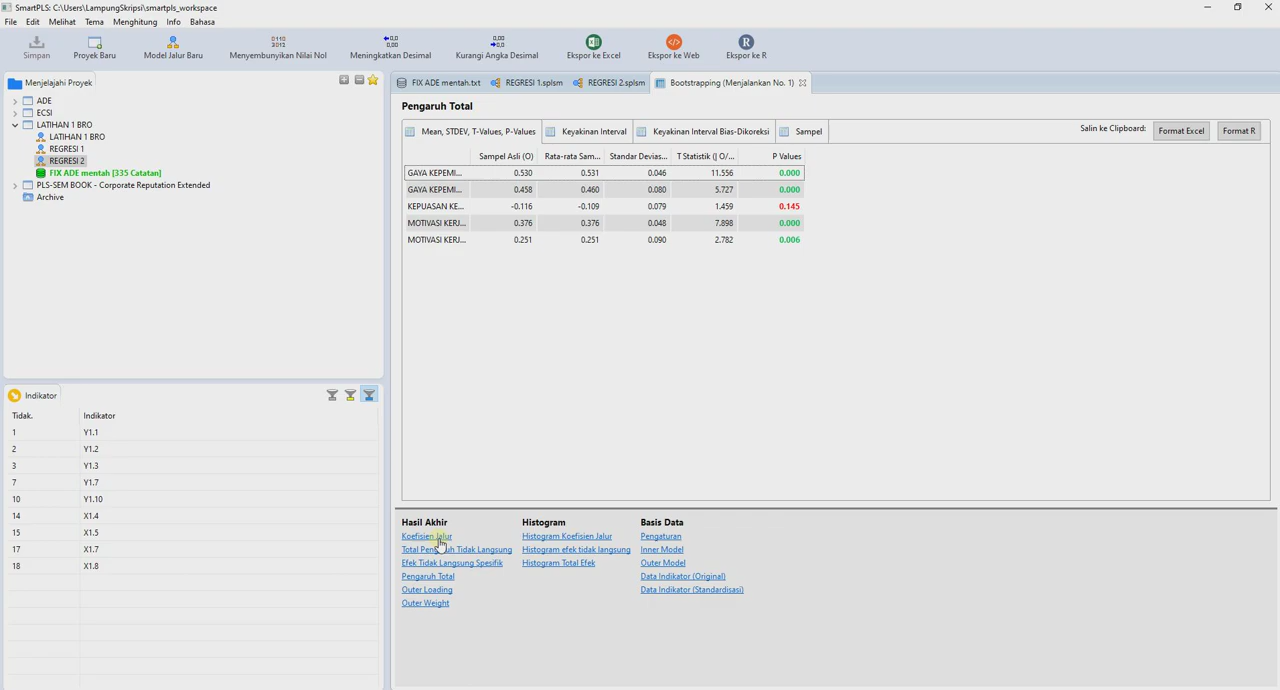 SmartPLS: C:\Users\LampungSkripsi\smartpls_workspace
File Edit Melihat Tema Menghitung Info Bahasa
Simpan Proyek Baru Model Jalur Baru Menyembunyikan Nilai Nol Meningkatkan Desimal Kurangi Angka Desimal Ekspor ke Excel Ekspor ke Web Ekspor ke R
Menjelajahi Proyek
ADE
ECSI
LATIHAN 1 BRO
LATIHAN 1 BRO
REGRESI 1
REGRESI 2
FIX ADE mentah [335 Catatan]
PLS-SEM BOOK - Corporate Reputation Extended
Archive
Indikator
Tidak. Indikator
1 Y1.1
2 Y1.2
3 Y1.3
7 Y1.7
10 Y1.10
14 X1.4
15 X1.5
17 X1.7
18 X1.8
FIX ADE mentah.txt REGRESI 1.splsm REGRESI 2.splsm Bootstrapping (Menjalankan No. 1)
Pengaruh Total
Mean, STDEV, T-Values, P-Values Keyakinan Interval Keyakinan Interval Bias-Dikoreksi Sampel Salin ke Clipboard: Format Excel Format R
Sampel Asli (O) Rata-rata Sam... Standar Devias... T Statistik (| O/... P Values
GAYA KEPEMI... 0.530 0.531 0.046 11.556 0.000
GAYA KEPEMI... 0.458 0.460 0.080 5.727 0.000
KEPUASAN KE... -0.116 -0.109 0.079 1.459 0.145
MOTIVASI KERJ... 0.376 0.376 0.048 7.898 0.000
MOTIVASI KERJ... 0.251 0.251 0.090 2.782 0.006
Hasil Akhir Histogram Basis Data
Koefisien Jalur Histogram Koefisien Jalur Pengaturan
Total Pengaruh Tidak Langsung Histogram efek tidak langsung Inner Model
Efek Tidak Langsung Spesifik Histogram Total Efek Outer Model
Pengaruh Total Data Indikator (Original)
Outer Loading Data Indikator (Standardisasi)
Outer Weight